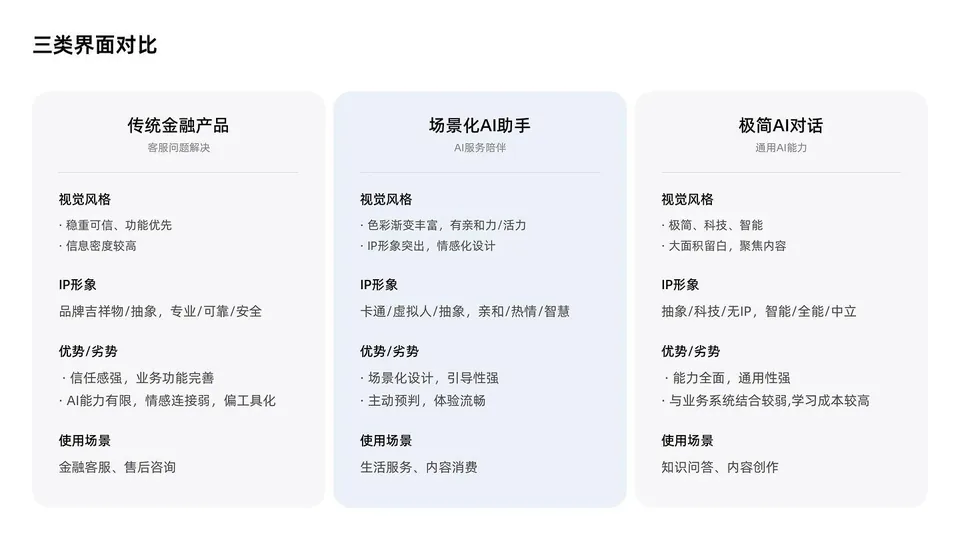 三类界面对比
传统金融产品
客服问题解决
视觉风格
· 稳重可信、功能优先
· 信息密度较高
IP形象
品牌吉祥物/抽象，专业/可靠/安全
优势/劣势
· 信任感强，业务功能完善
· AI能力有限，情感连接弱，偏工具化
使用场景
金融客服、售后咨询
场景化AI助手
AI服务陪伴
视觉风格
· 色彩渐变丰富，有亲和力/活力
· IP形象突出，情感化设计
IP形象
卡通/虚拟人/抽象，亲和/热情/智慧
优势/劣势
· 场景化设计，引导性强
· 主动预判，体验流畅
使用场景
生活服务、内容消费
极简AI对话
通用AI能力
视觉风格
· 极简、科技、智能
· 大面积留白，聚焦内容
IP形象
抽象/科技/无IP，智能/全能/中立
优势/劣势
· 能力全面，通用性强
· 与业务系统结合较弱,学习成本较高
使用场景
知识问答、内容创作